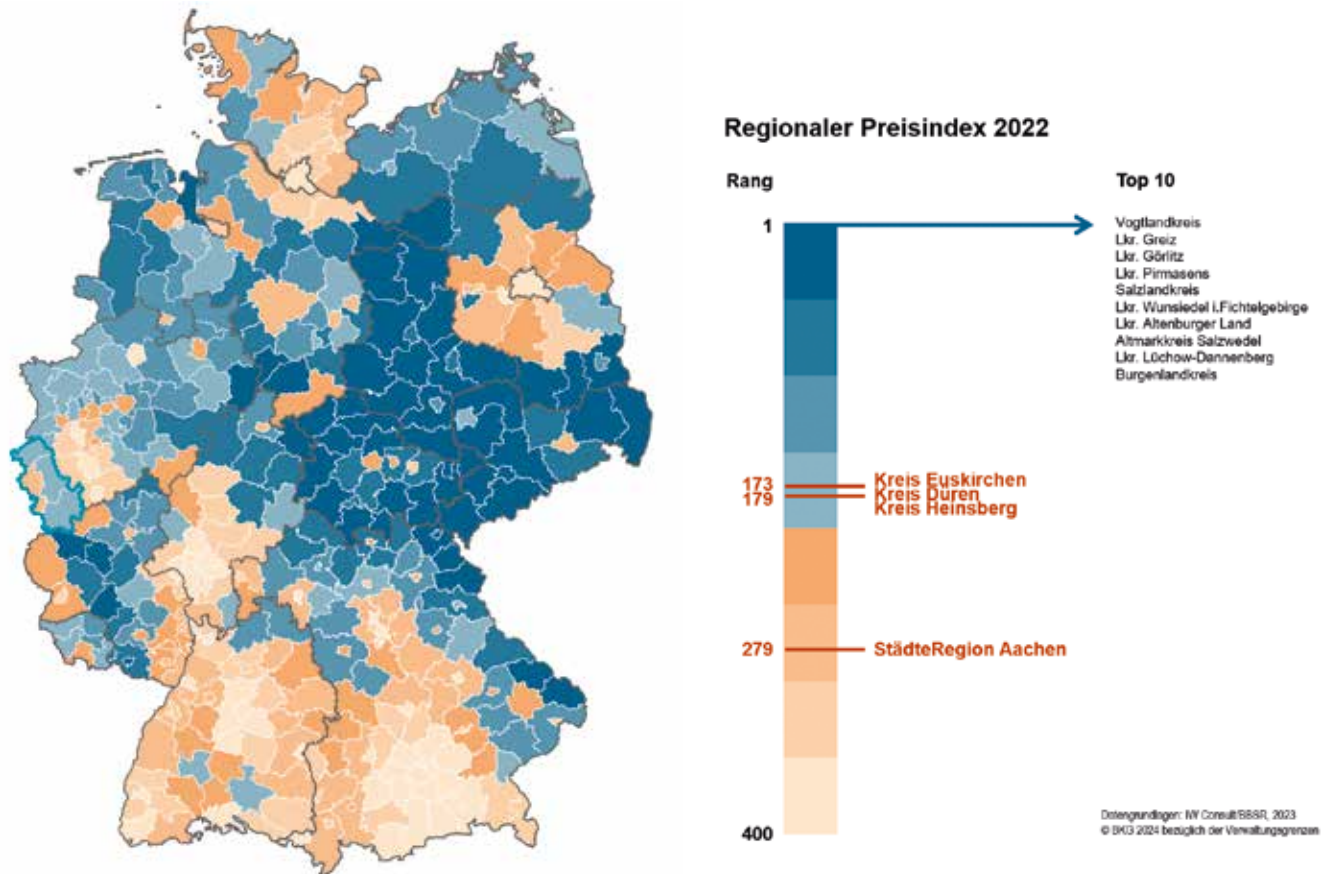 Regionaler Preisindex 2022
Rang
Top 10
1
Vogtlandkreis
Lkr. Greiz
Lkr. Görlitz
Lkr. Pirmasens
Salzlandkreis
Lkr. Wunsiedel i.Fichtelgebirge
Lkr. Altenburger Land
Altmarkkreis Salzwedel
Lkr. Lüchow-Dannenberg
Burgenlandkreis
173
Kreis Euskirchen
179
Kreis Düren
Kreis Heinsberg
279
StädteRegion Aachen
400
Datengrundlagen: IW Consult/BBSR, 2023
© BKG 2024 bezüglich der Verwaltungsgrenzen